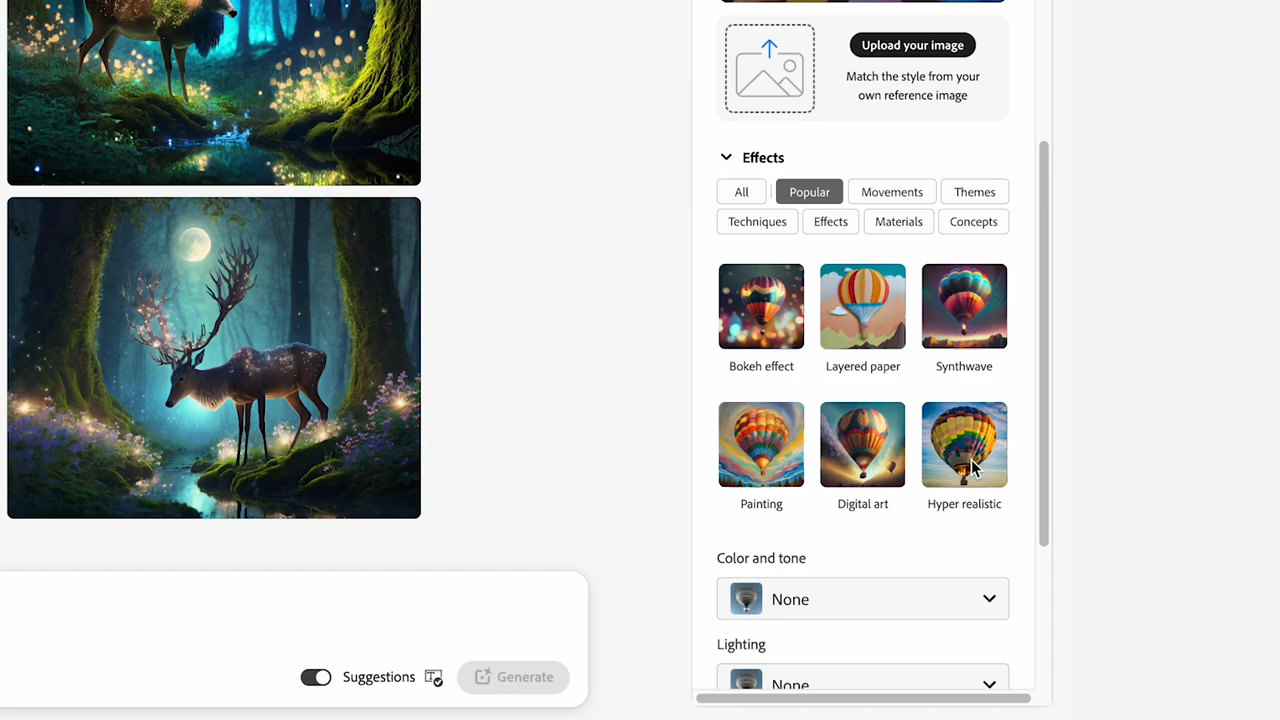 Upload your image
Match the style from your
own reference image
Effects
All
Popular
Movements
Themes
Techniques
Effects
Materials
Concepts
Bokeh effect
Layered paper
Synthwave
Painting
Digital art
Hyper realistic
Color and tone
None
Lighting
None
Suggestions
Generate